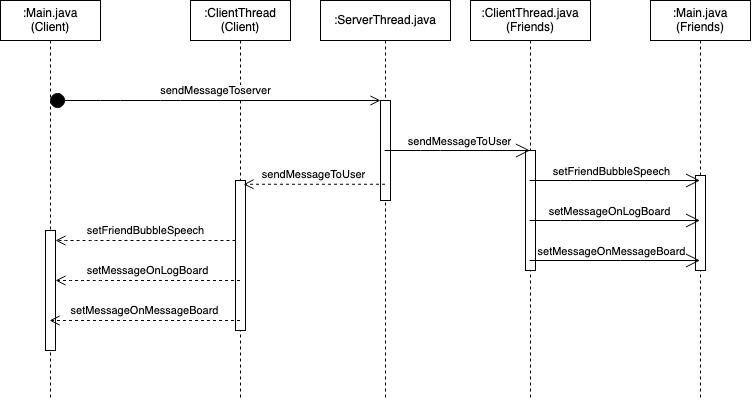 :Main.java
(Client)
:ClientThread
(Client)
:ServerThread.java
:ClientThread.java
(Friends)
:Main.java
(Friends)
sendMessageToserver
sendMessageToUser
sendMessageToUser
setFriendBubbleSpeech
setMessageOnLogBoard
setFriendBubbleSpeech
setMessageOnMessageBoard
setMessageOnLogBoard
setMessageOnMessageBoard